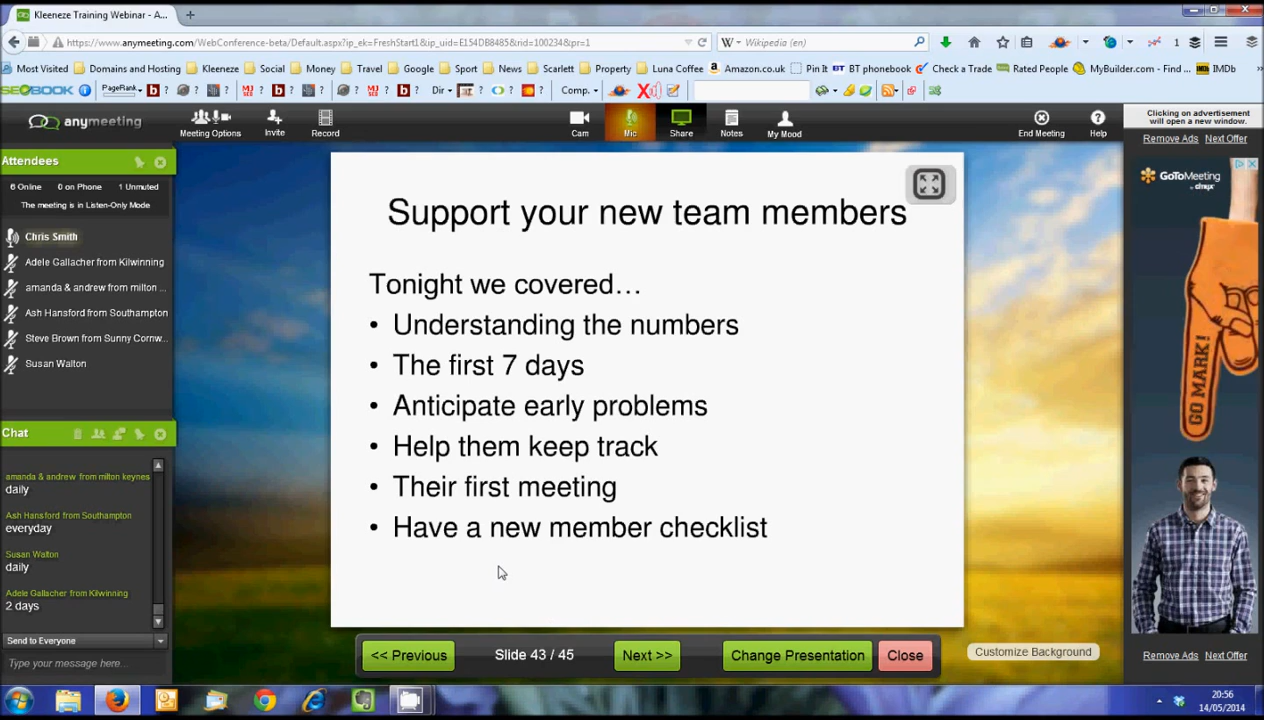 Kleeneze Training Webinar - A...
https://www.anymeeting.com/WebConference-beta/Default.aspx?ip_ek=FreshStart1&ip_uid=E154DB8485&rid=100234&pr=1
Wikipedia (en)
1
Most Visited
Domains and Hosting
Kleeneze
Social
Money
Travel
Google
Sport
News
Scarlett
Property
Luna Coffee
Amazon.co.uk
Pin It
BT phonebook
Check a Trade
Rated People
MyBuilder.com - Find ...
IMDb
SEOBOOK
PageRank
Dir
Comp.
anymeeting
Meeting Options
Invite
Record
Cam
Mic
Share
Notes
My Mood
End Meeting
Help
Clicking on advertisement
will open a new window.
Remove Ads
Next Offer
Attendees
6 Online
0 on Phone
1 Unmuted
The meeting is in Listen-Only Mode
Chris Smith
Adele Gallacher from Kilwinning
amanda & andrew from milton ...
Ash Hansford from Southampton
Steve Brown from Sunny Cornw...
Susan Walton
Chat
amanda & andrew from milton keynes
daily
Ash Hansford from Southampton
everyday
Susan Walton
daily
Adele Gallacher from Kilwinning
2 days
Send to Everyone
Type your message here...
Support your new team members
Tonight we covered…
• Understanding the numbers
• The first 7 days
• Anticipate early problems
• Help them keep track
• Their first meeting
• Have a new member checklist
<< Previous
Slide 43 / 45
Next >>
Change Presentation
Close
Customize Background
GoToMeeting
by citrix
GO MARK!
Remove Ads
Next Offer
20:56
14/05/2014